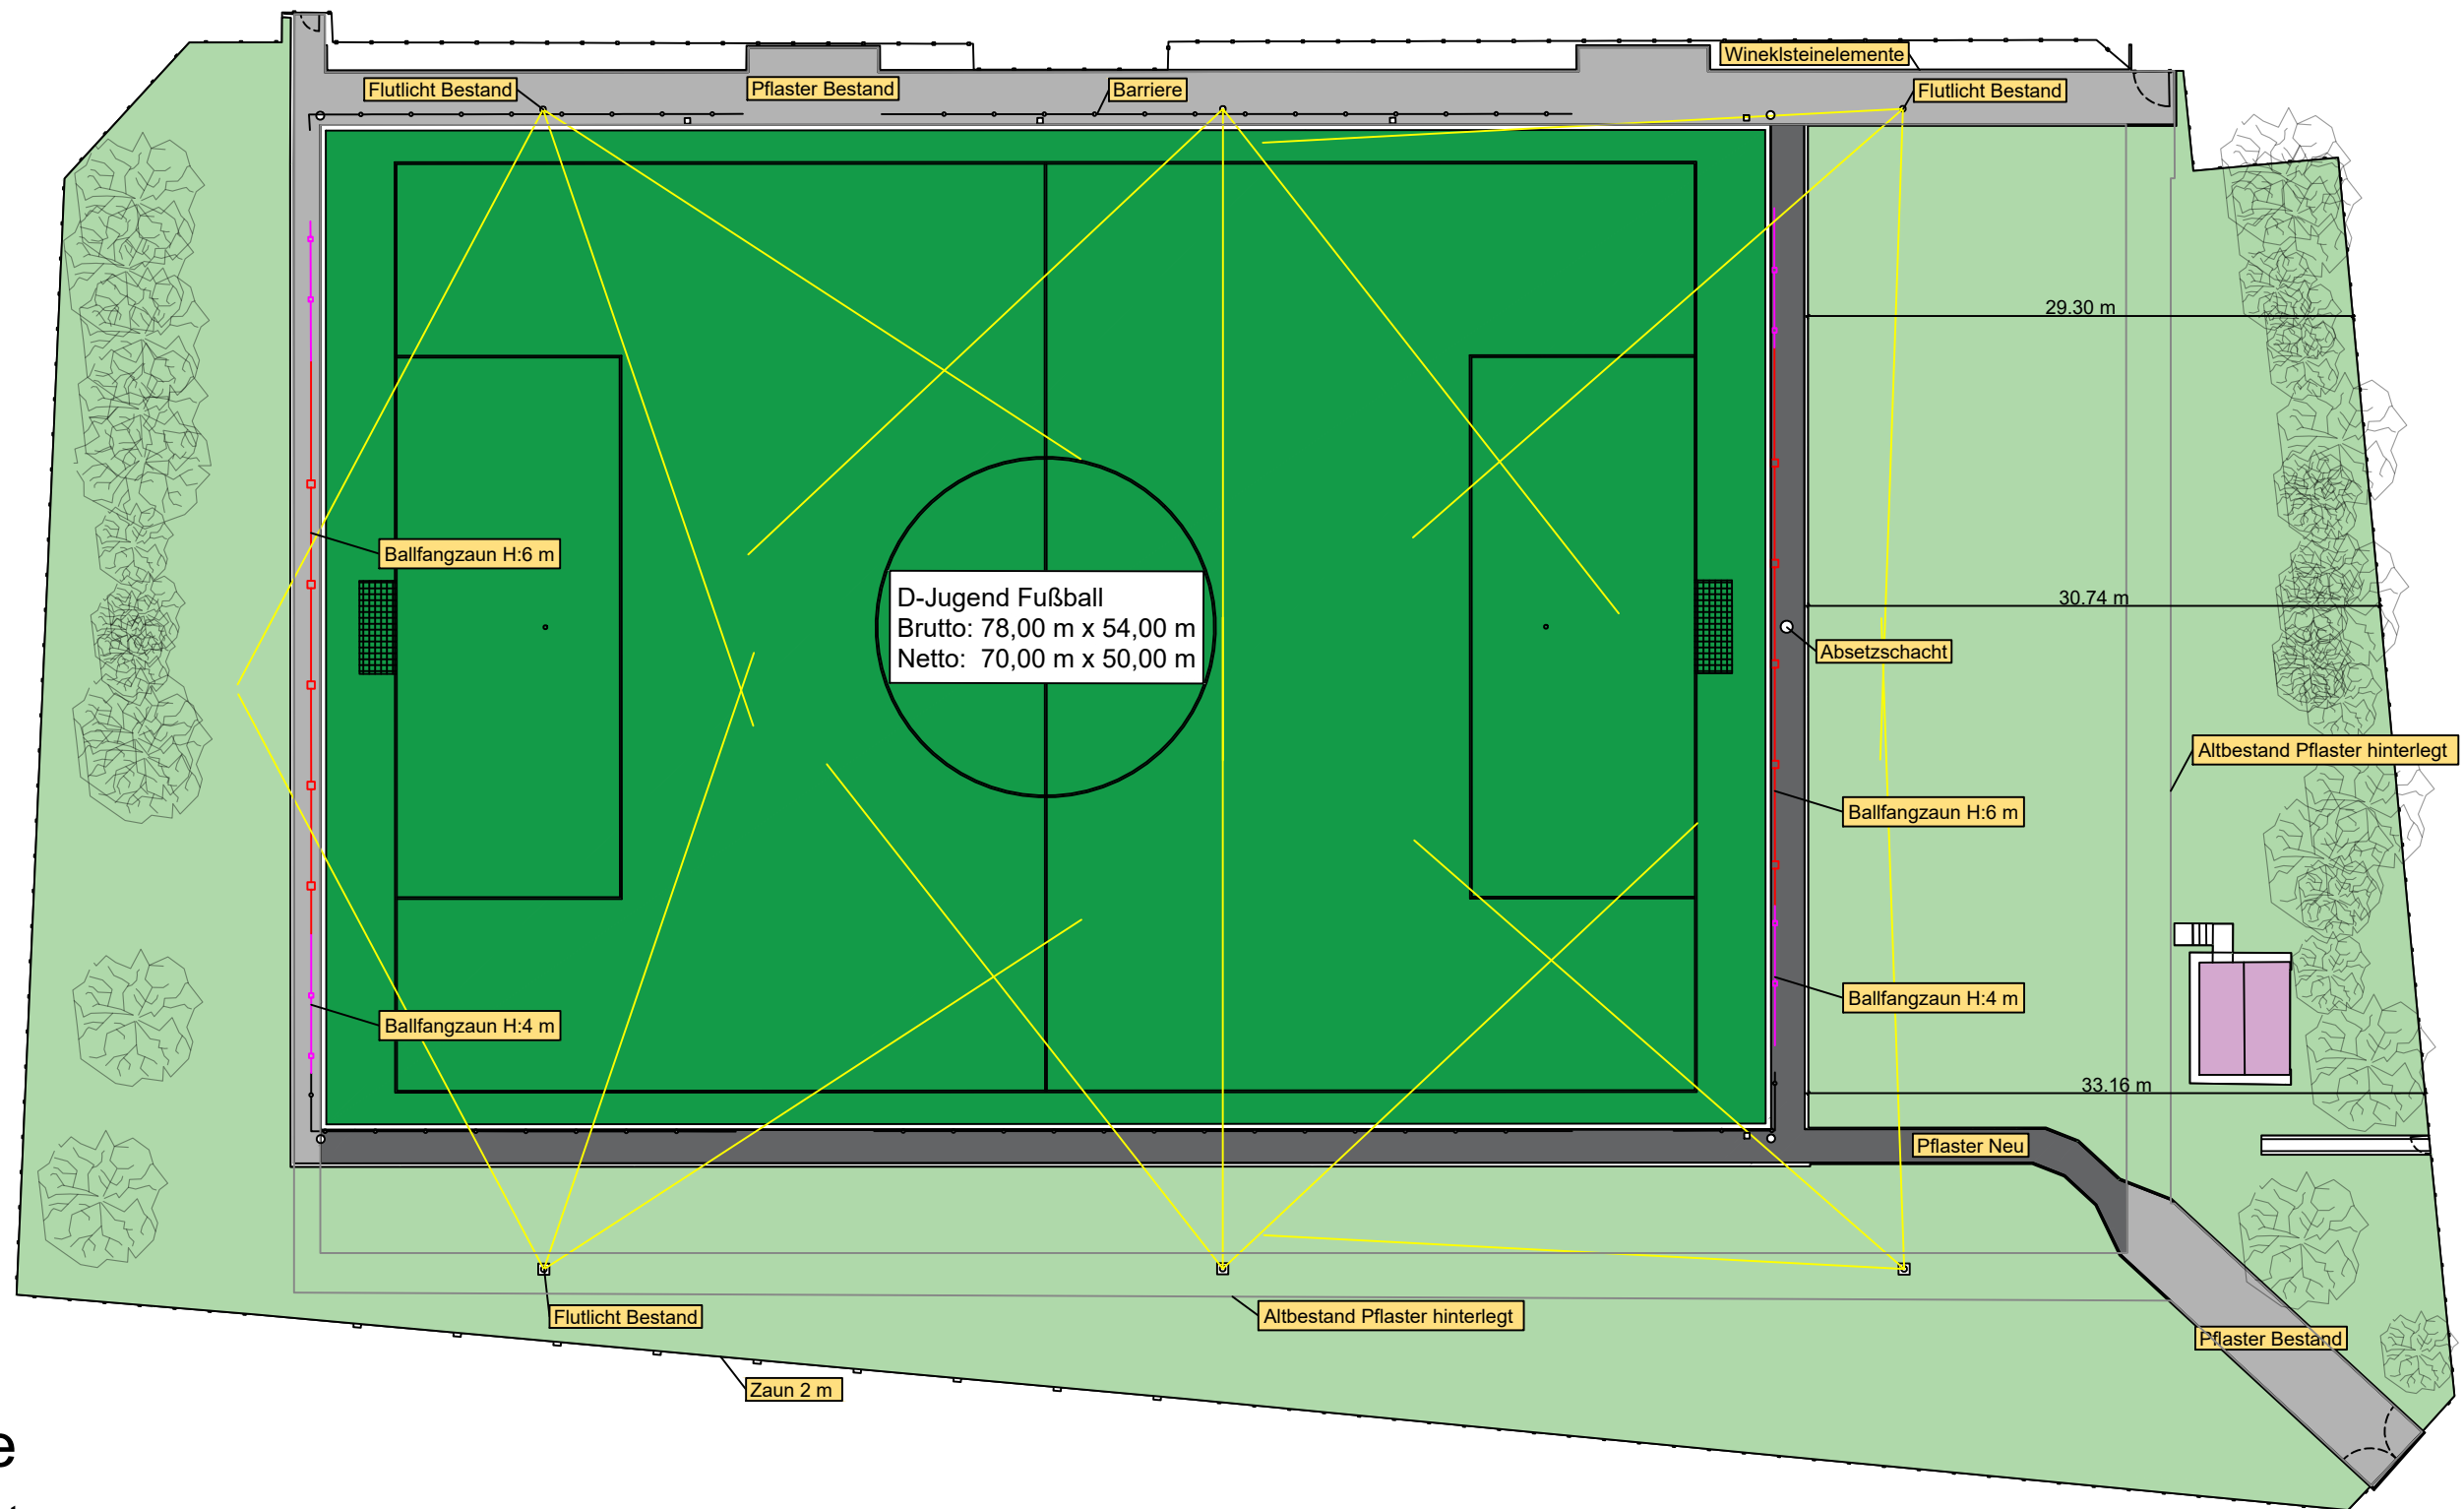 Wineklsteinelemente
Flutlicht Bestand
Pflaster Bestand
Barriere
Flutlicht Bestand
29.30 m
Ballfangzaun H:6 m
D-Jugend Fußball
Brutto: 78,00 m x 54,00 m
Netto: 70,00 m x 50,00 m
30.74 m
Absetzschacht
Altbestand Pflaster hinterlegt
Ballfangzaun H:6 m
Ballfangzaun H:4 m
Ballfangzaun H:4 m
33.16 m
Pflaster Neu
Flutlicht Bestand
Altbestand Pflaster hinterlegt
Pflaster Bestand
Zaun 2 m
e